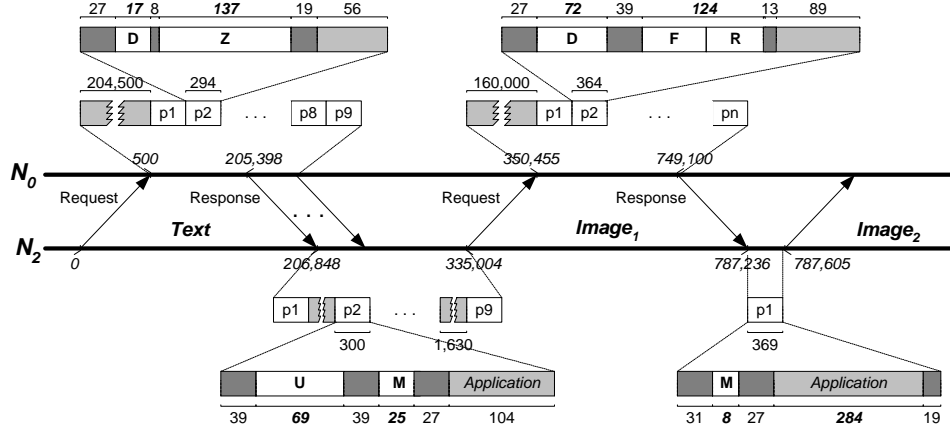 27 17 8 137 19 56 27 72 39 124 13 89
D Z D F R
204,500 294 160,000 364
p1 p2 . . . p8 p9 p1 p2 . . . pn
500 205,398 350,455 749,100
N0
Request Response Request Response
. . .
Text Image1 Image2
N2
0 206,848 335,004 787,236 787,605
p1 p2 . . . p9 p1
300 1,630 369
U M Application M Application
39 69 39 25 27 104 31 8 27 284 19